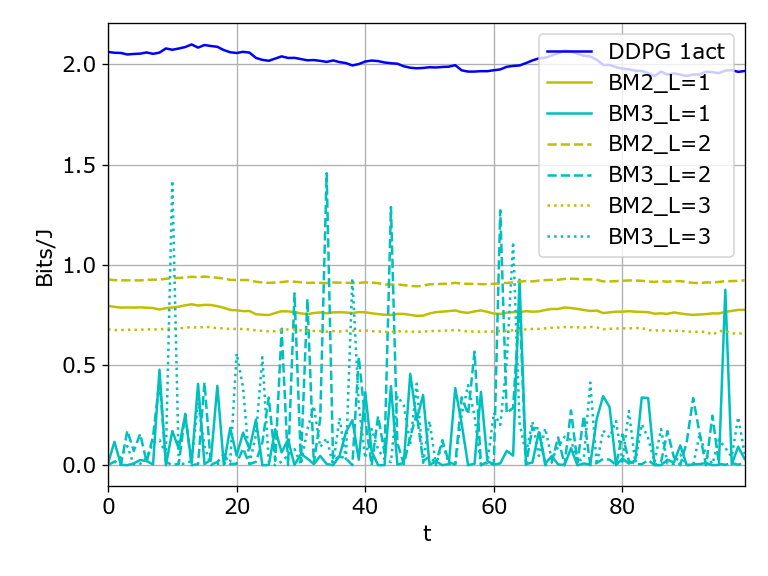 DDPG 1act
BM2_L=1
BM3_L=1
BM2_L=2
BM3_L=2
BM2_L=3
BM3_L=3
2.0
1.5
1.0
0.5
0.0
Bits/J
0 20 40 60 80
t